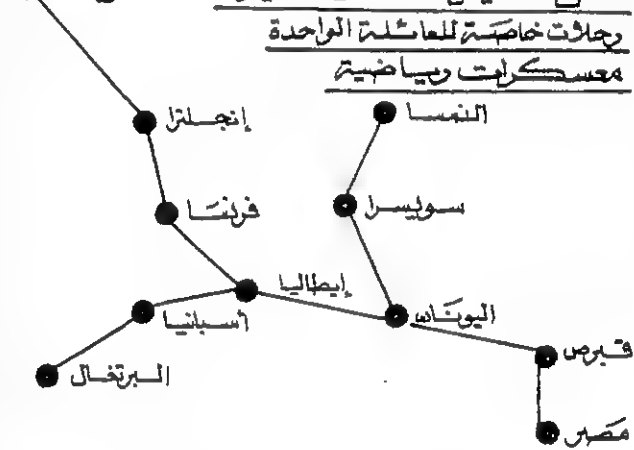 رحلات خاصة للعائلة الواحدة
معسكرات رياضية
النمسا
إنجلترا
سويسرا
فرنسا
إيطاليا
اليونان
أسبانيا
قبرص
البرتغال
مصر